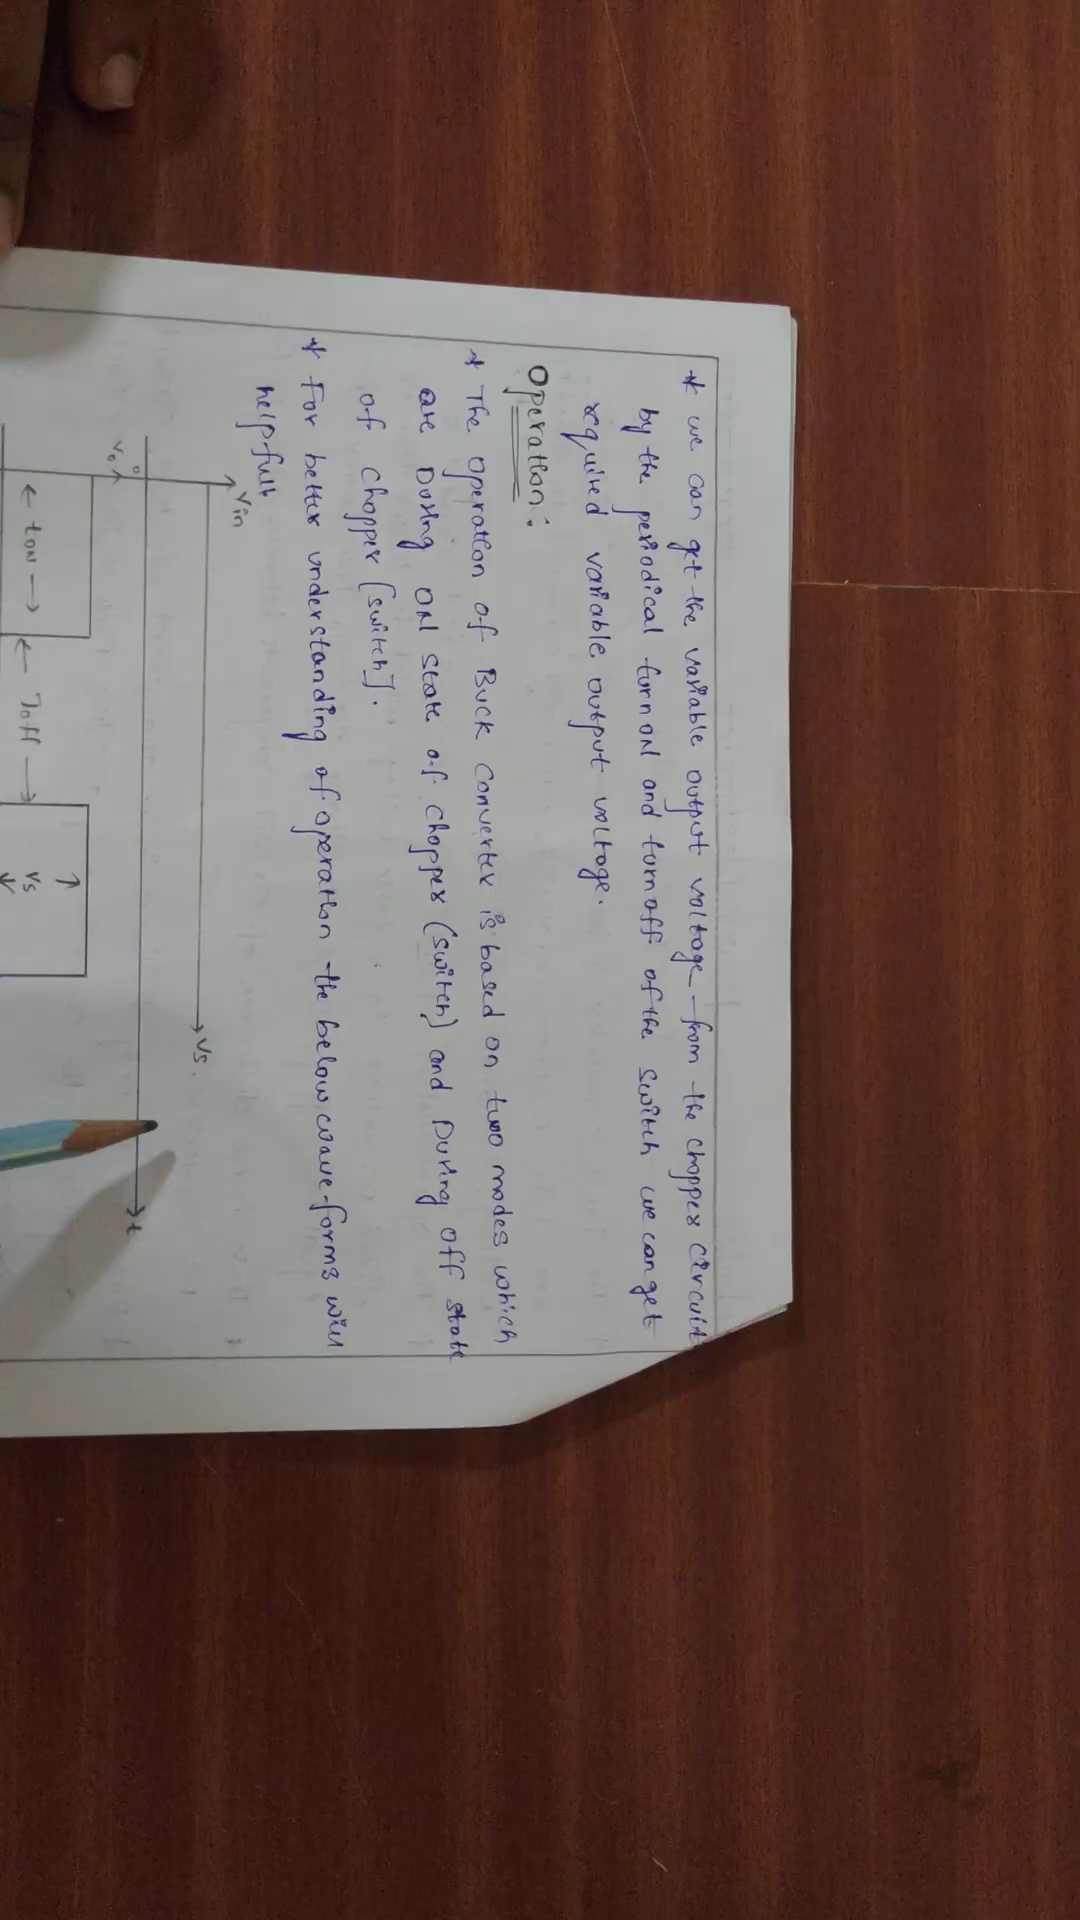 * we can get the variable output voltage from the chopper circuit
by the periodical turn on and turn off of the switch we can get
required variable output voltage.
Operation :
* The operation of Buck converter is based on two modes which
are During ON state of chopper (switch) and During off state
of chopper [switch].
* For better understanding of operation the below wave forms will
helpfull
Vin
Vs
t
0
Vo
← tON →
← Toff →
Vs